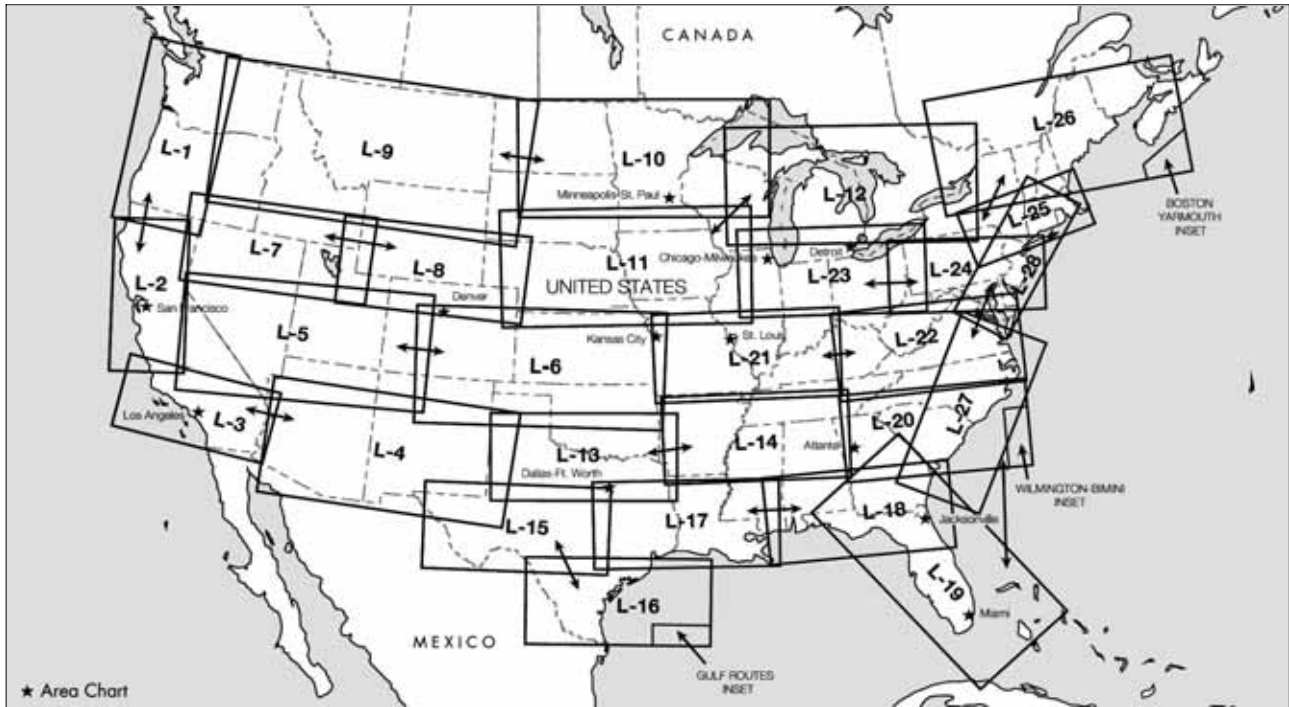 CANADA
L-1
L-9
L-10
L-26
Minneapolis-St. Paul
L-12
BOSTON
YARMOUTH
INSET
L-25
L-7
L-8
L-11
Chicago-Milwaukee
Detroit
L-23
L-24
L-28
L-2
San Francisco
Denver
UNITED STATES
L-5
L-6
Kansas City
St. Louis
L-21
L-22
Los Angeles
L-3
L-4
L-13
Dallas-Ft. Worth
L-14
Atlanta
L-20
L-27
WILMINGTON-BIMINI
INSET
L-15
L-17
L-18
Jacksonville
L-16
L-19
Miami
MEXICO
GULF ROUTES
INSET
★ Area Chart